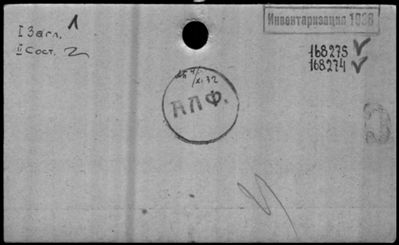 I Загл. 1
II Сост. 2
Инвентаризация 1938
168275
168274
НПФ.